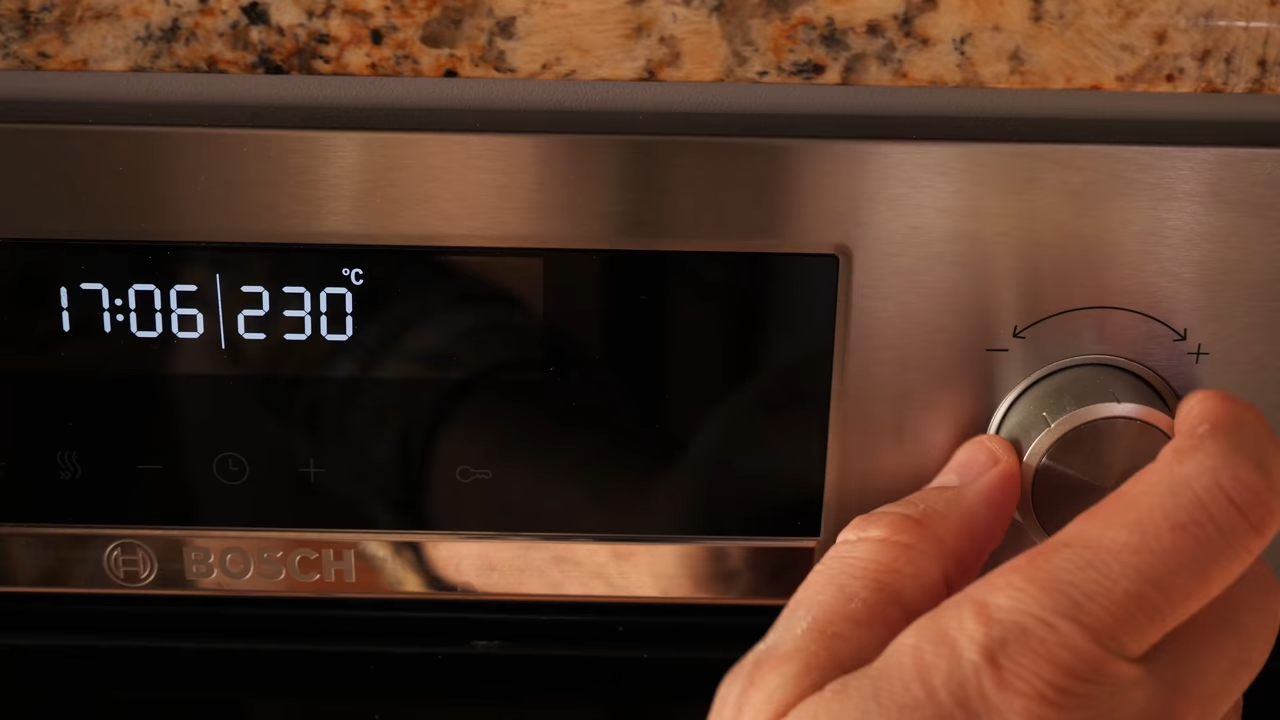 17:06|230°C
− +
− +
BOSCH